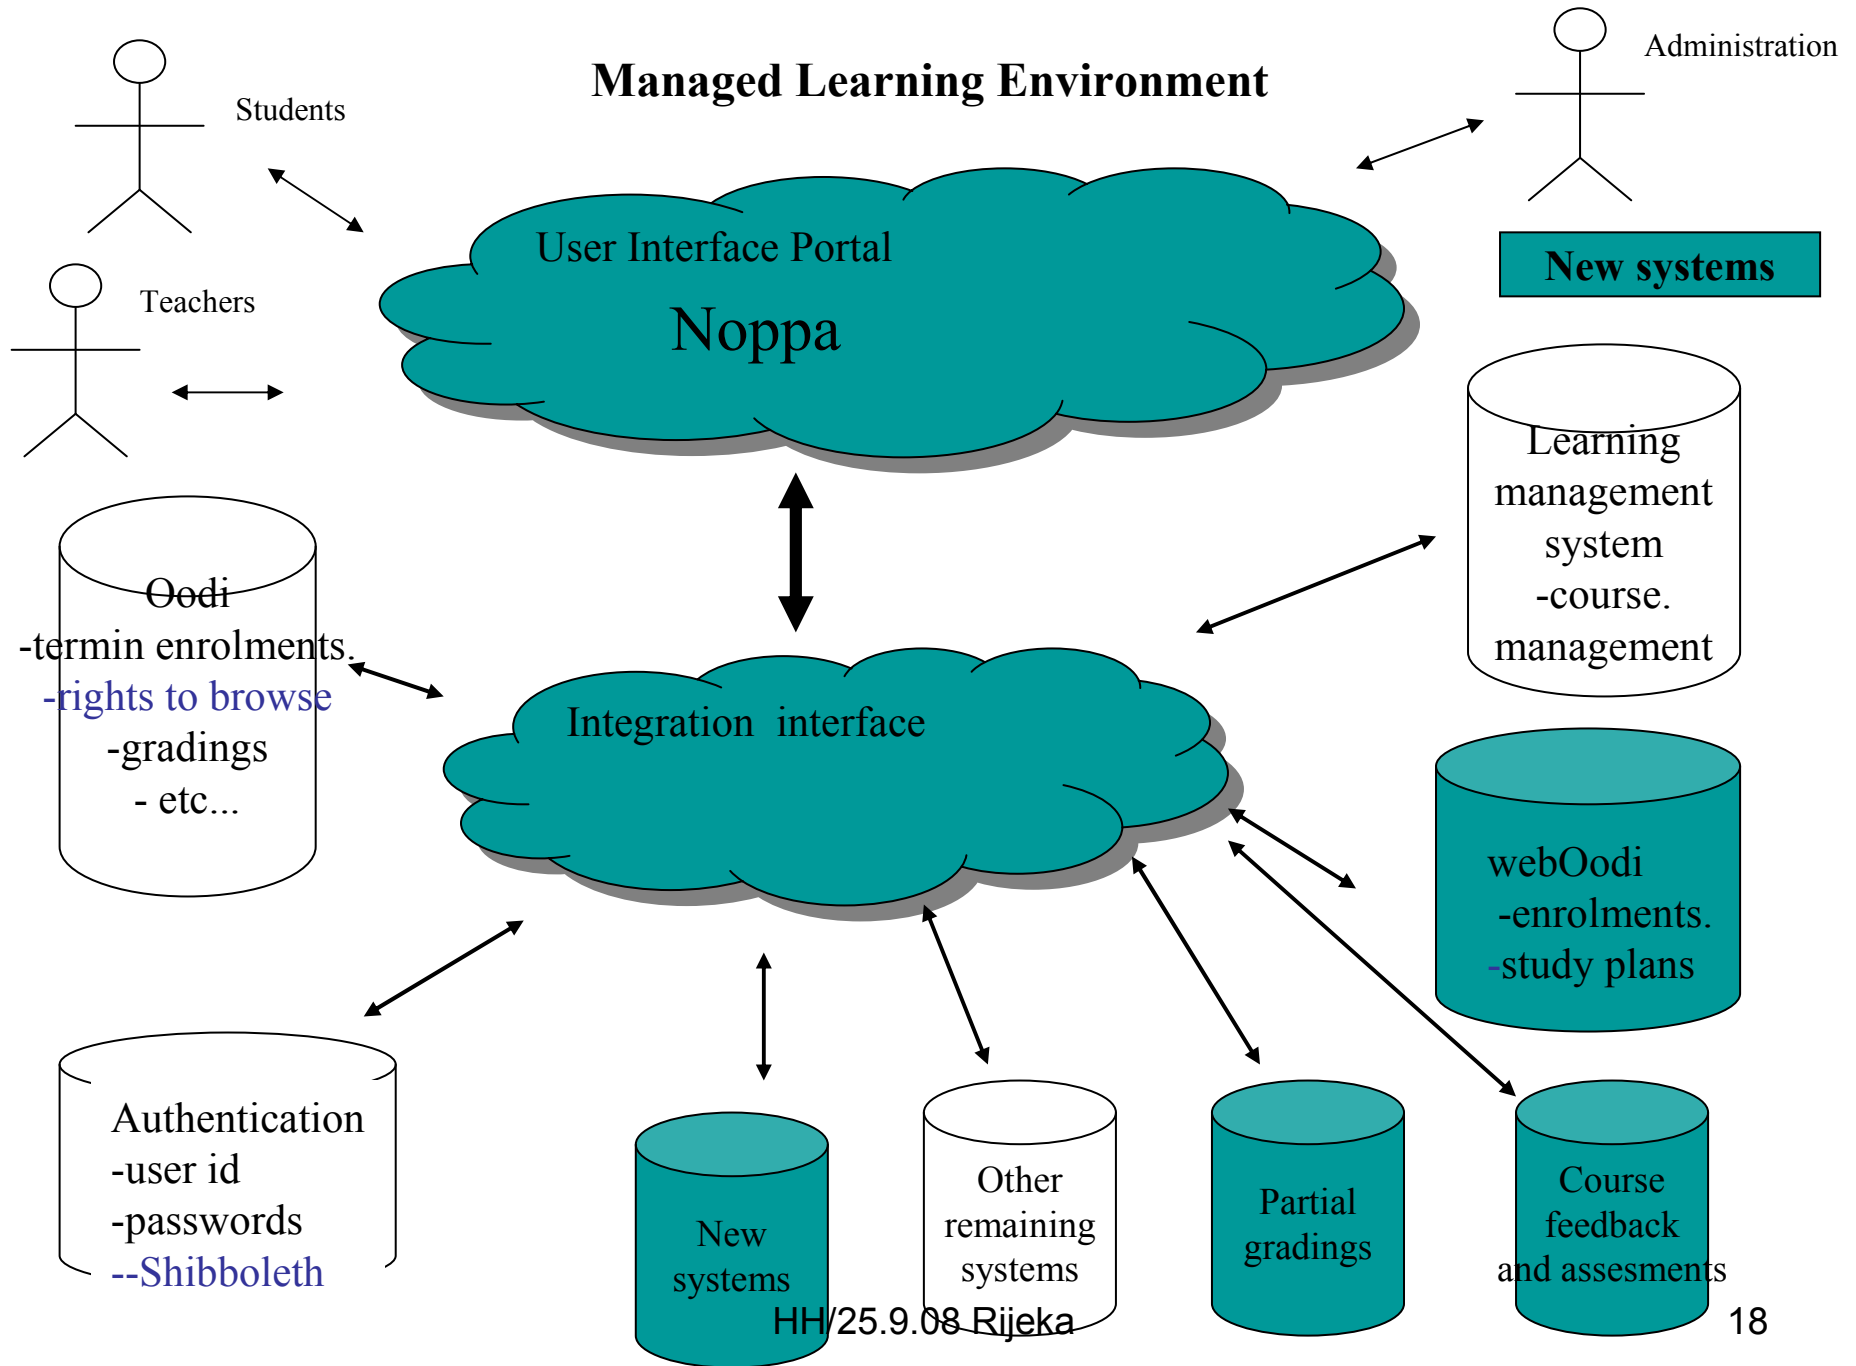 Managed Learning Environment
Administration
Students
Teachers
User Interface Portal
Noppa
New systems
Learning
management
system
-course.
management
Oodi
-termin enrolments.
-rights to browse
-gradings
- etc...
Integration interface
webOodi
-enrolments.
-study plans
Authentication
-user id
-passwords
--Shibboleth
New
systems
Other
remaining
systems
Partial
gradings
Course
feedback
and assesments
HH/25.9.08 Rijeka
18